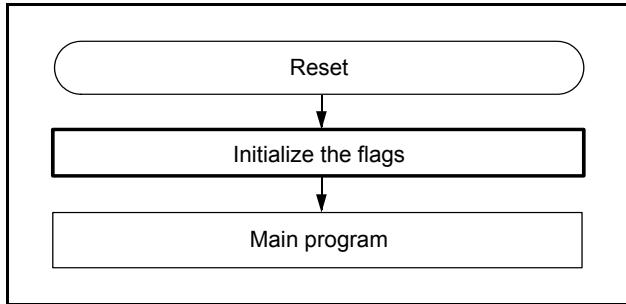 Reset
Initialize the flags
Main program